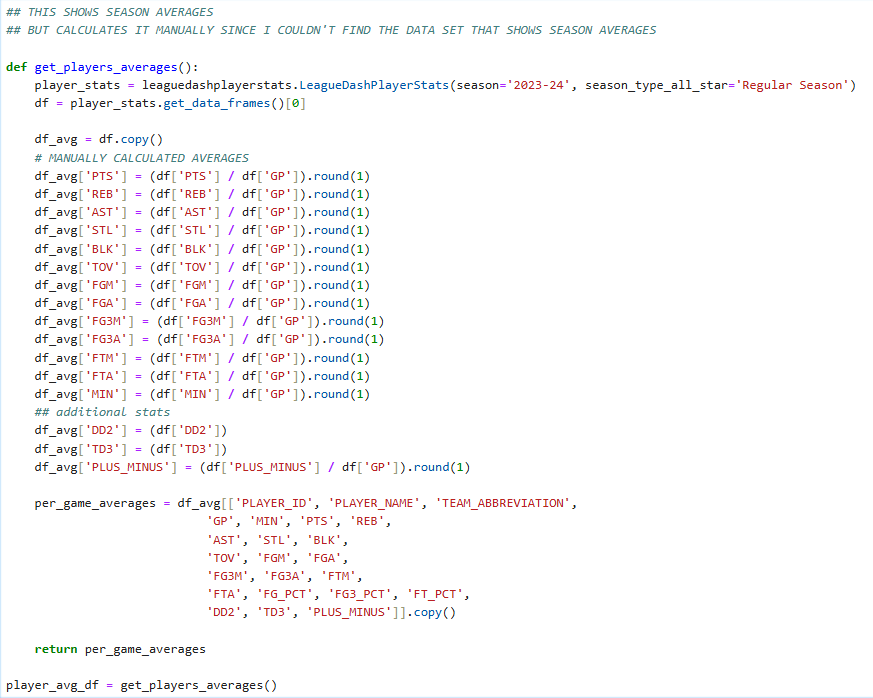 ## THIS SHOWS SEASON AVERAGES
## BUT CALCULATES IT MANUALLY SINCE I COULDN'T FIND THE DATA SET THAT SHOWS SEASON AVERAGES

def get_players_averages():
    player_stats = leaguedashplayerstats.LeagueDashPlayerStats(season='2023-24', season_type_all_star='Regular Season')
    df = player_stats.get_data_frames()[0]

    df_avg = df.copy()
    # MANUALLY CALCULATED AVERAGES
    df_avg['PTS'] = (df['PTS'] / df['GP']).round(1)
    df_avg['REB'] = (df['REB'] / df['GP']).round(1)
    df_avg['AST'] = (df['AST'] / df['GP']).round(1)
    df_avg['STL'] = (df['STL'] / df['GP']).round(1)
    df_avg['BLK'] = (df['BLK'] / df['GP']).round(1)
    df_avg['TOV'] = (df['TOV'] / df['GP']).round(1)
    df_avg['FGM'] = (df['FGM'] / df['GP']).round(1)
    df_avg['FGA'] = (df['FGA'] / df['GP']).round(1)
    df_avg['FG3M'] = (df['FG3M'] / df['GP']).round(1)
    df_avg['FG3A'] = (df['FG3A'] / df['GP']).round(1)
    df_avg['FTM'] = (df['FTM'] / df['GP']).round(1)
    df_avg['FTA'] = (df['FTA'] / df['GP']).round(1)
    df_avg['MIN'] = (df['MIN'] / df['GP']).round(1)
    ## additional stats
    df_avg['DD2'] = (df['DD2'])
    df_avg['TD3'] = (df['TD3'])
    df_avg['PLUS_MINUS'] = (df['PLUS_MINUS'] / df['GP']).round(1)

    per_game_averages = df_avg[['PLAYER_ID', 'PLAYER_NAME', 'TEAM_ABBREVIATION',
                            'GP', 'MIN', 'PTS', 'REB',
                            'AST', 'STL', 'BLK',
                            'TOV', 'FGM', 'FGA',
                            'FG3M', 'FG3A', 'FTM',
                            'FTA', 'FG_PCT', 'FG3_PCT', 'FT_PCT',
                            'DD2', 'TD3', 'PLUS_MINUS']].copy()

    return per_game_averages

player_avg_df = get_players_averages()